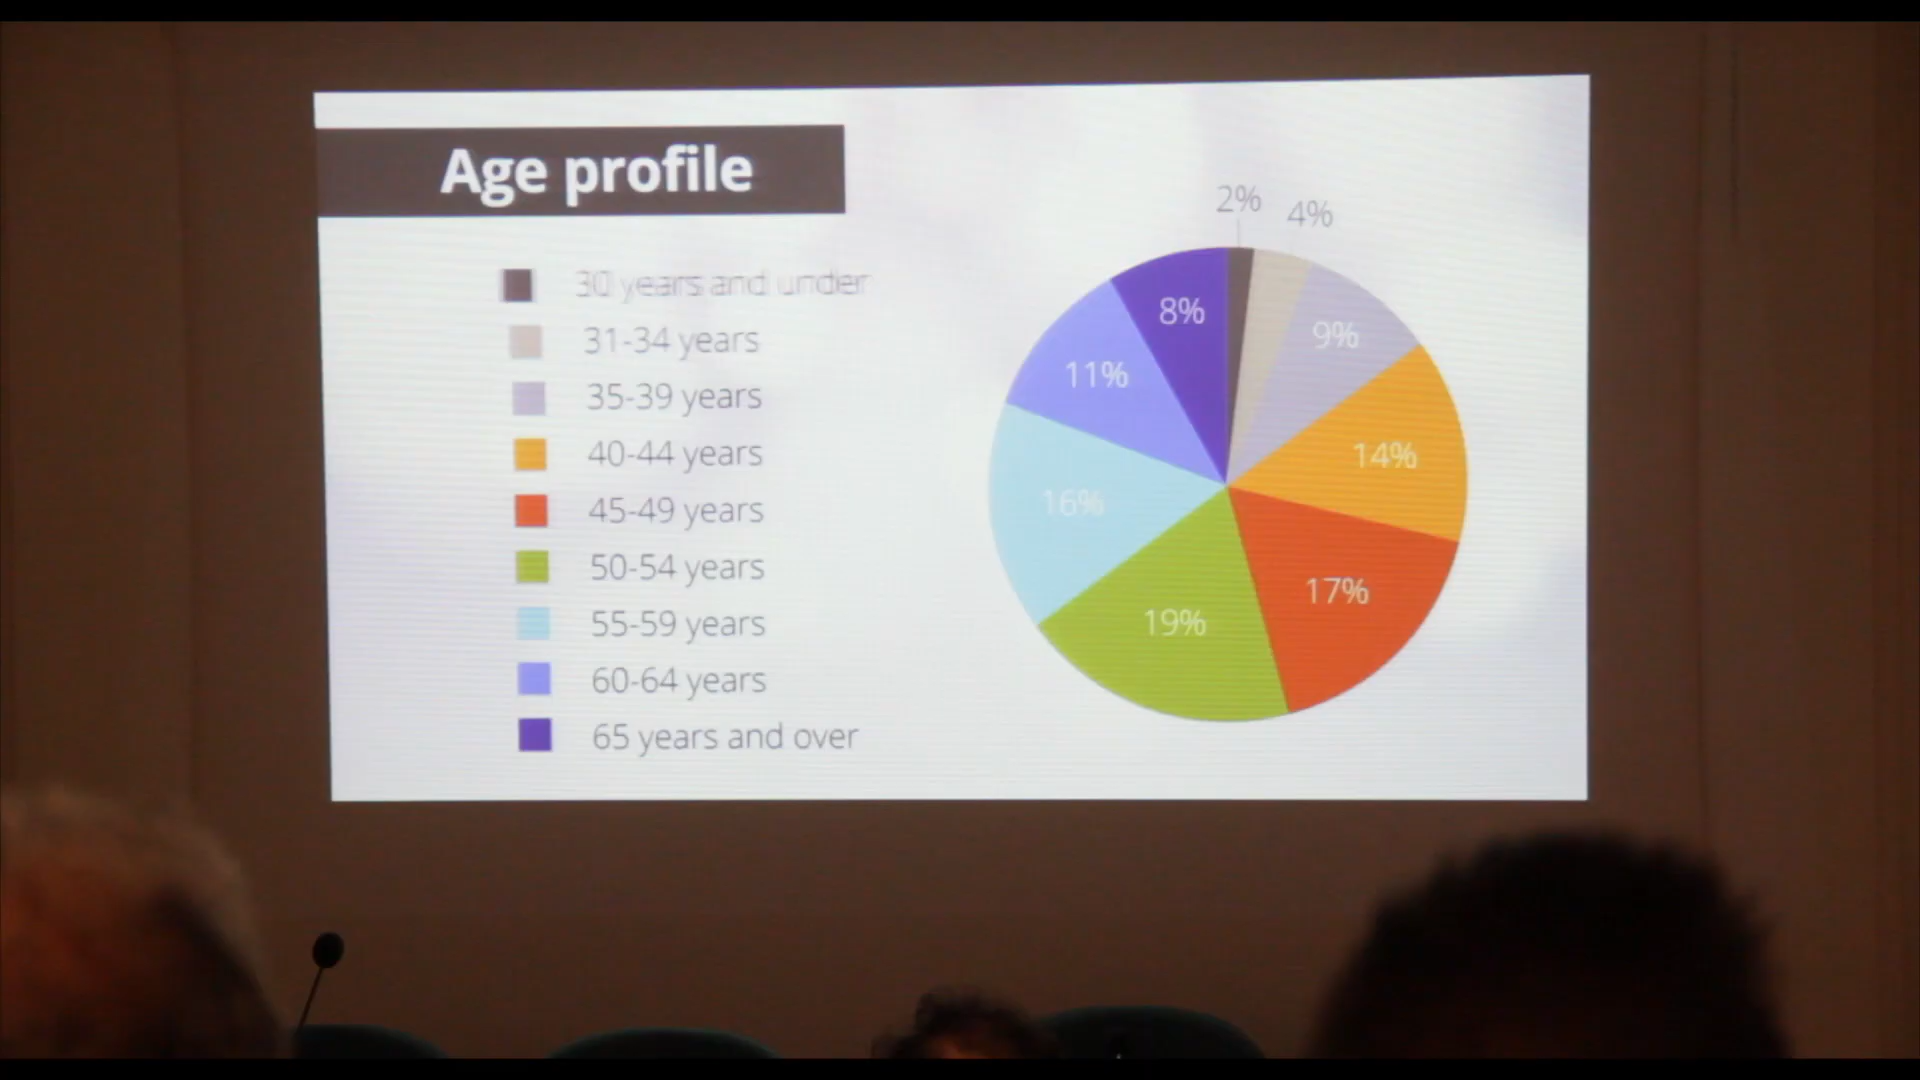 Age profile
30 years and under
31-34 years
35-39 years
40-44 years
45-49 years
50-54 years
55-59 years
60-64 years
65 years and over
2%
4%
9%
14%
17%
19%
16%
11%
8%